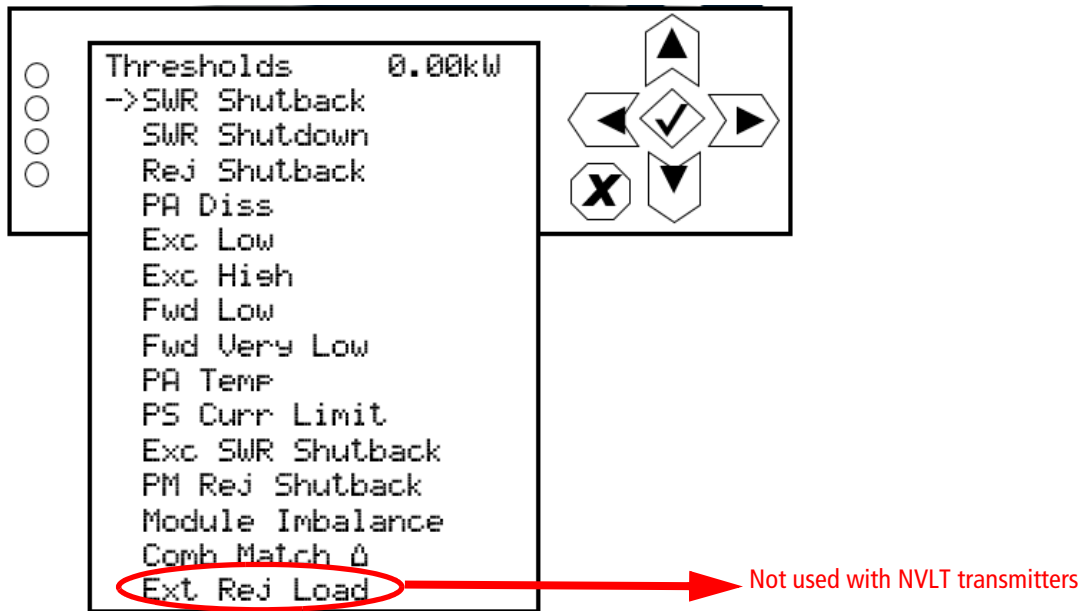 Thresholds 0.00kW
->SWR Shutback
SWR Shutdown
Rej Shutback
PA Diss
Exc Low
Exc High
Fwd Low
Fwd Very Low
PA Temp
PS Curr Limit
Exc SWR Shutback
PM Rej Shutback
Module Imbalance
Comb Match Δ
Ext Rej Load
Not used with NVLT transmitters